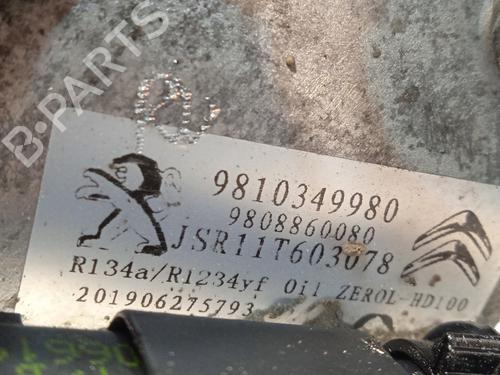 B-PARTS
9810349980
9808860080
JSR11T603078
R134a/R1234yf Oil ZEROL-HD100
201906275793